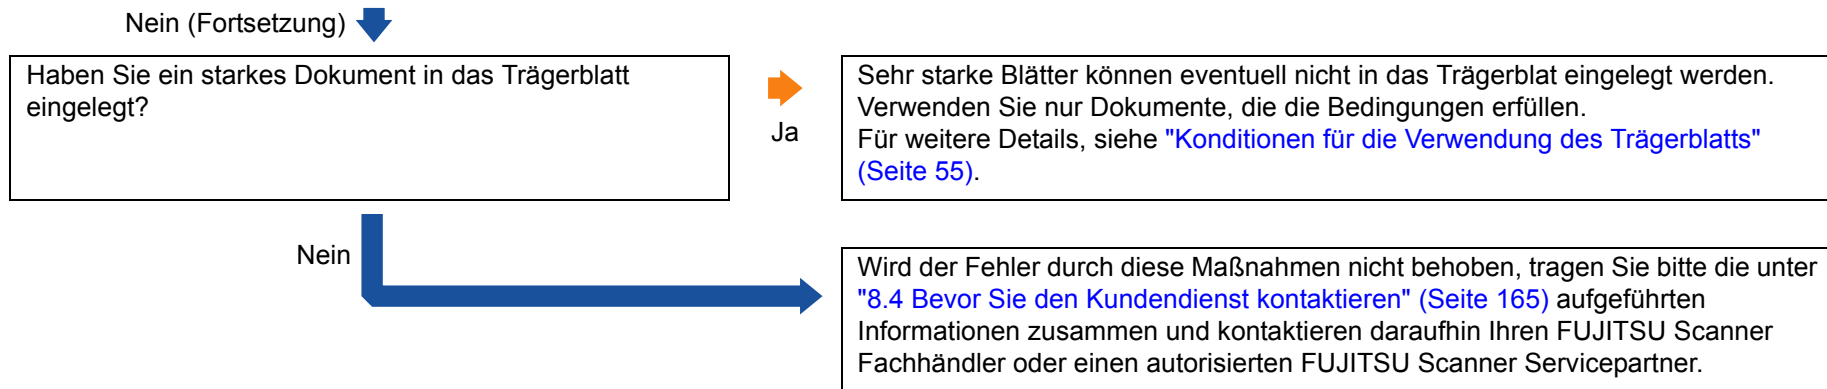 Nein (Fortsetzung)
Haben Sie ein starkes Dokument in das Trägerblatt
eingelegt?
Ja
Sehr starke Blätter können eventuell nicht in das Trägerblat eingelegt werden.
Verwenden Sie nur Dokumente, die die Bedingungen erfüllen.
Für weitere Details, siehe "Konditionen für die Verwendung des Trägerblatts"
(Seite 55).
Nein
Wird der Fehler durch diese Maßnahmen nicht behoben, tragen Sie bitte die unter
"8.4 Bevor Sie den Kundendienst kontaktieren" (Seite 165) aufgeführten
Informationen zusammen und kontaktieren daraufhin Ihren FUJITSU Scanner
Fachhändler oder einen autorisierten FUJITSU Scanner Servicepartner.